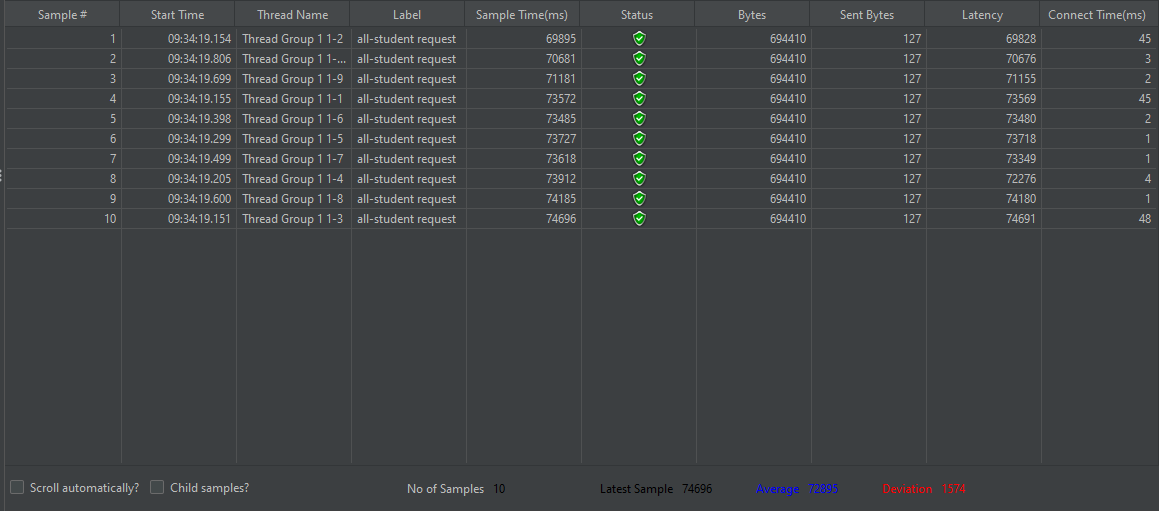 Sample # Start Time Thread Name Label Sample Time(ms) Status Bytes Sent Bytes Latency Connect Time(ms)
1 09:34:19.154 Thread Group 1 1-2 all-student request 69895 694410 127 69828 45
2 09:34:19.806 Thread Group 1 1-... all-student request 70681 694410 127 70676 3
3 09:34:19.699 Thread Group 1 1-9 all-student request 71181 694410 127 71155 2
4 09:34:19.155 Thread Group 1 1-1 all-student request 73572 694410 127 73569 45
5 09:34:19.398 Thread Group 1 1-6 all-student request 73485 694410 127 73480 2
6 09:34:19.299 Thread Group 1 1-5 all-student request 73727 694410 127 73718 1
7 09:34:19.499 Thread Group 1 1-7 all-student request 73618 694410 127 73349 1
8 09:34:19.205 Thread Group 1 1-4 all-student request 73912 694410 127 72276 4
9 09:34:19.600 Thread Group 1 1-8 all-student request 74185 694410 127 74180 1
10 09:34:19.151 Thread Group 1 1-3 all-student request 74696 694410 127 74691 48
Scroll automatically? Child samples? No of Samples 10 Latest Sample 74696 Average 72895 Deviation 1574